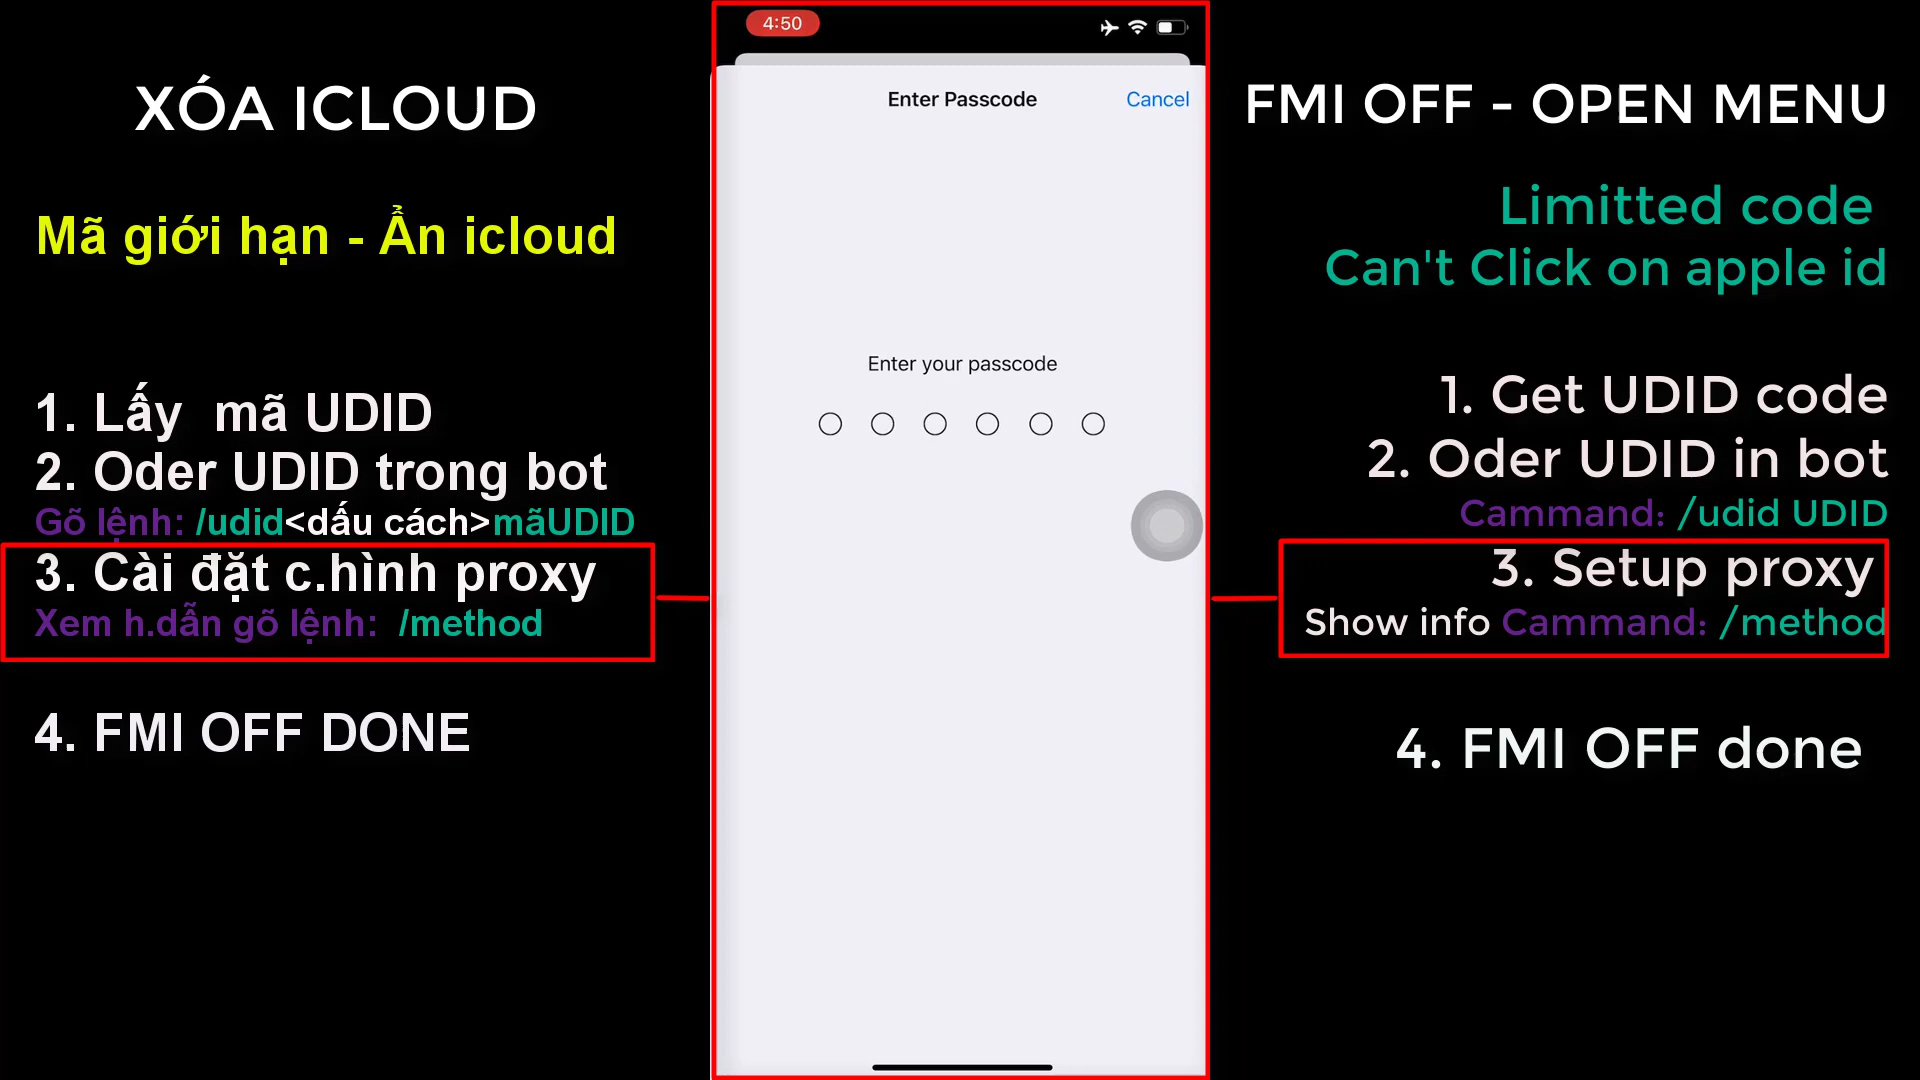 XÓA ICLOUD
Mã giới hạn - Ẩn icloud
1. Lấy mã UDID
2. Oder UDID trong bot
Gõ lệnh: /udid<dấu cách>mãUDID
3. Cài đặt c.hình proxy
Xem h.dẫn gõ lệnh: /method
4. FMI OFF DONE
4:50
Enter Passcode
Cancel
Enter your passcode
FMI OFF - OPEN MENU
Limitted code
Can't Click on apple id
1. Get UDID code
2. Oder UDID in bot
Cammand: /udid UDID
3. Setup proxy
Show info Cammand: /method
4. FMI OFF done